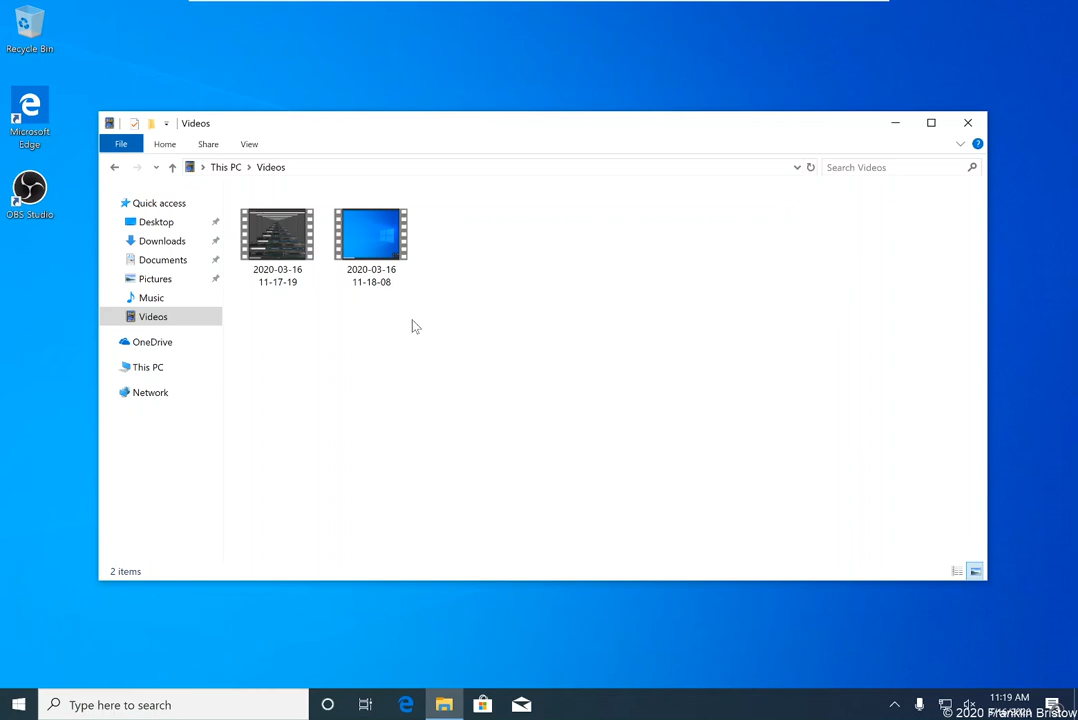 Recycle Bin
Microsoft
Edge
OBS Studio
Videos
File
Home
Share
View
This PC
Videos
Search Videos
Quick access
Desktop
Downloads
Documents
Pictures
Music
Videos
OneDrive
This PC
Network
2020-03-16
11-17-19
2020-03-16
11-18-08
2 items
Type here to search
11:19 AM
© 2020 Franklin Bristow